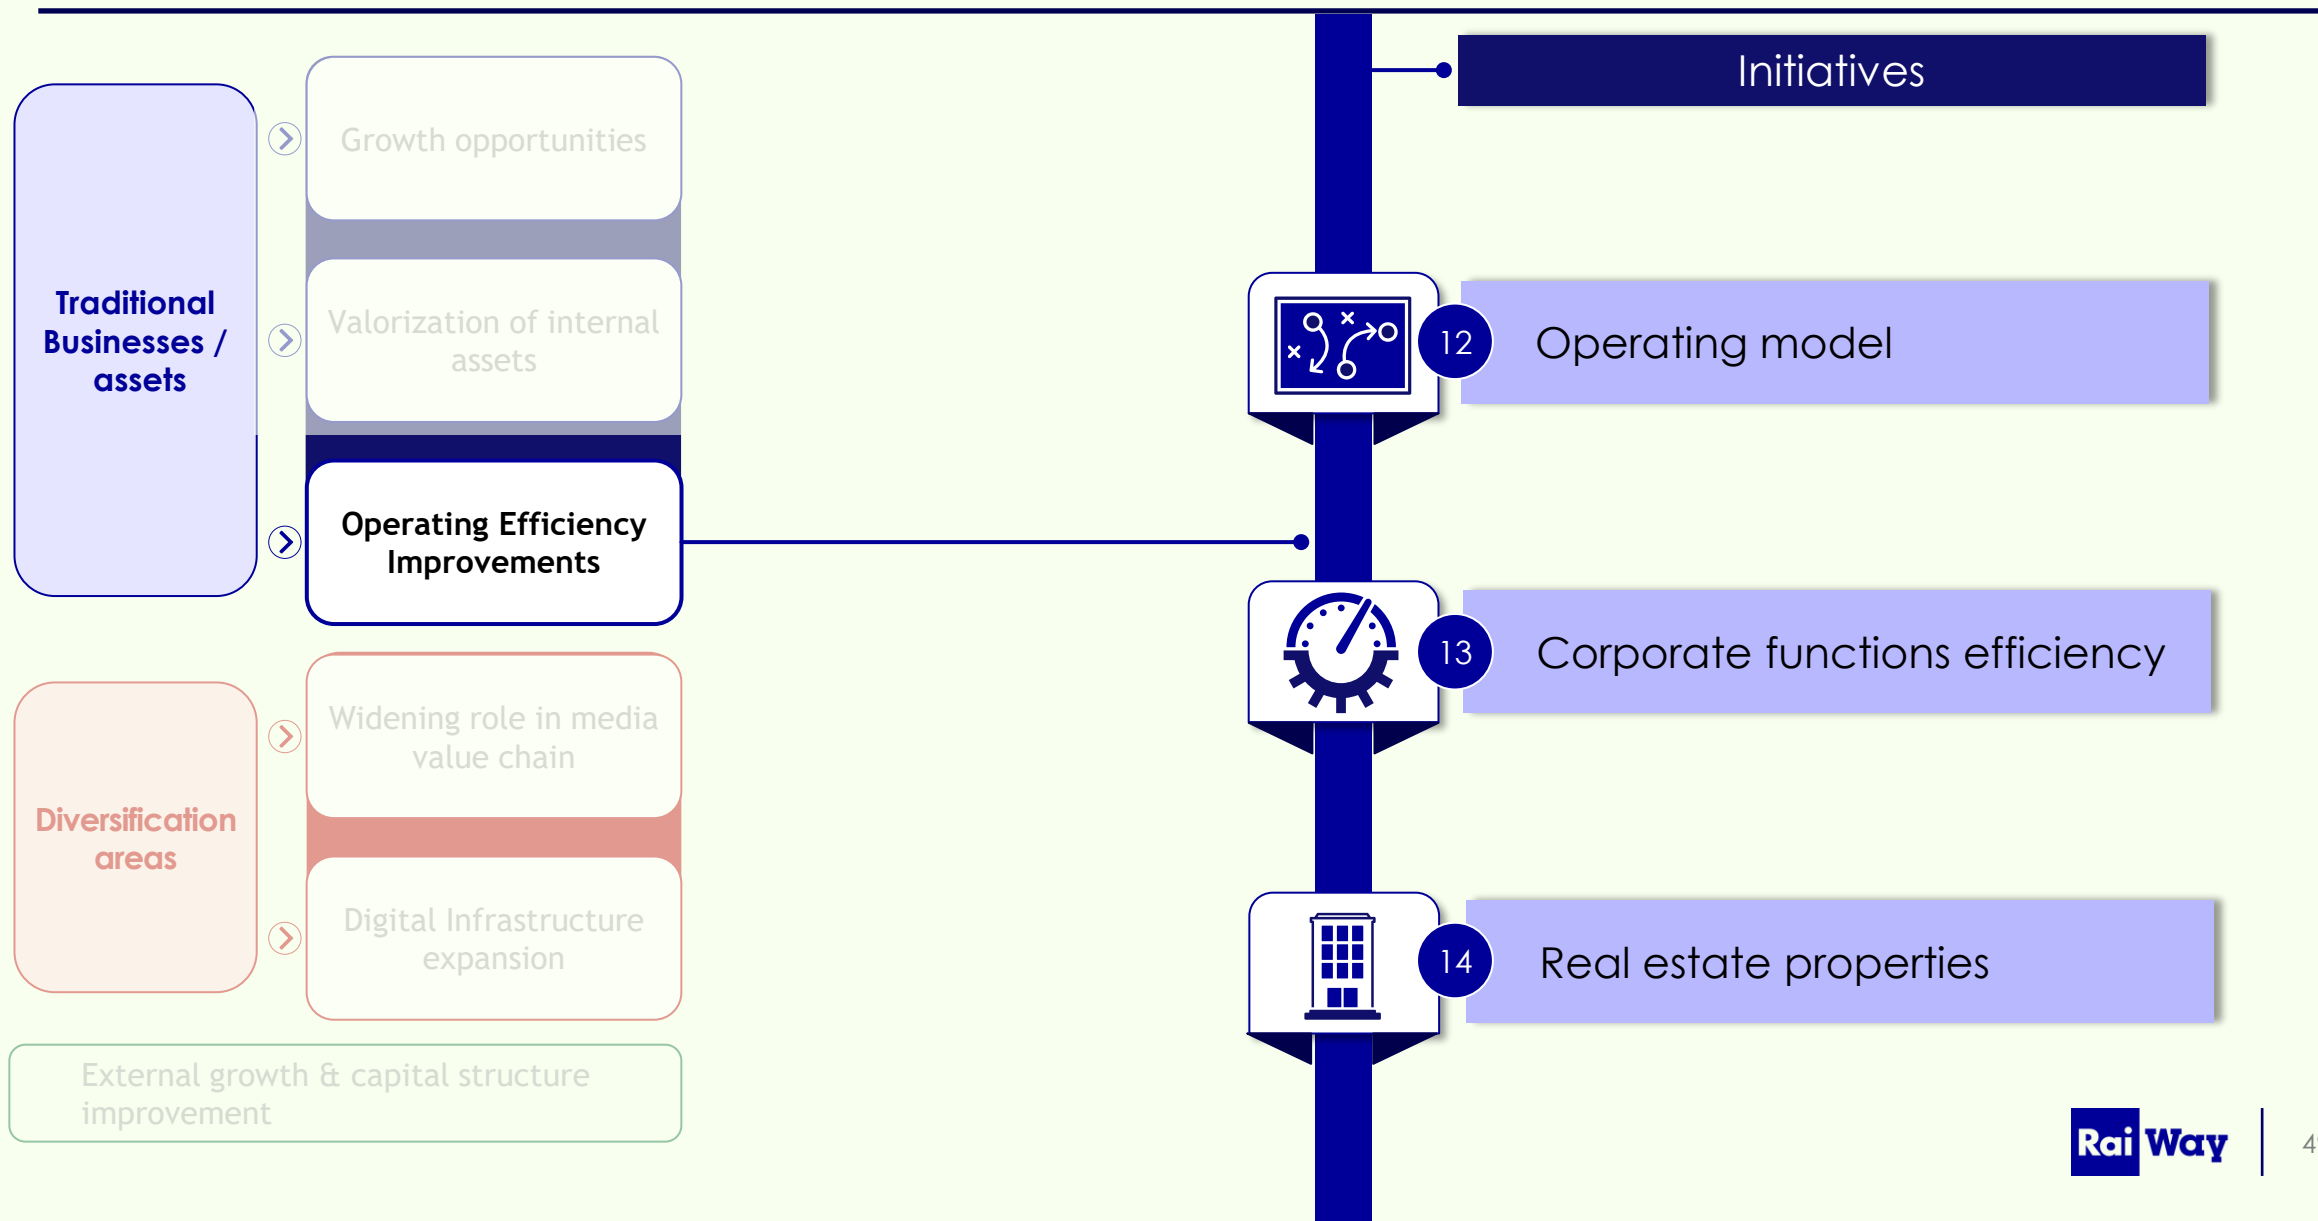 Initiatives
Growth opportunities
Traditional
Businesses /
assets
Valorization of internal
assets
Operating Efficiency
Improvements
12
Operating model
13
Corporate functions efficiency
14
Real estate properties
Diversification
areas
Widening role in media
value chain
Digital Infrastructure
expansion
External growth & capital structure
improvement
Rai Way